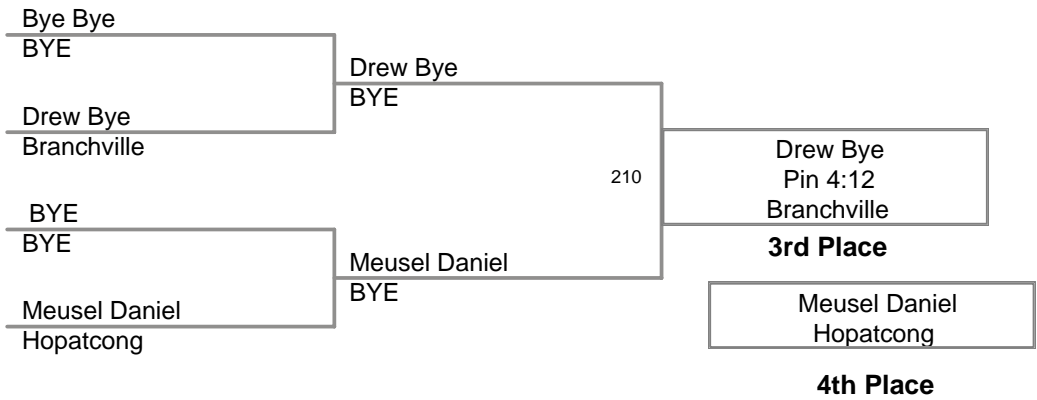 Bye Bye
BYE
Drew Bye
BYE
Drew Bye
Branchville
210
Drew Bye
Pin 4:12
Branchville
3rd Place
BYE
BYE
Meusel Daniel
BYE
Meusel Daniel
Hopatcong
Meusel Daniel
Hopatcong
4th Place